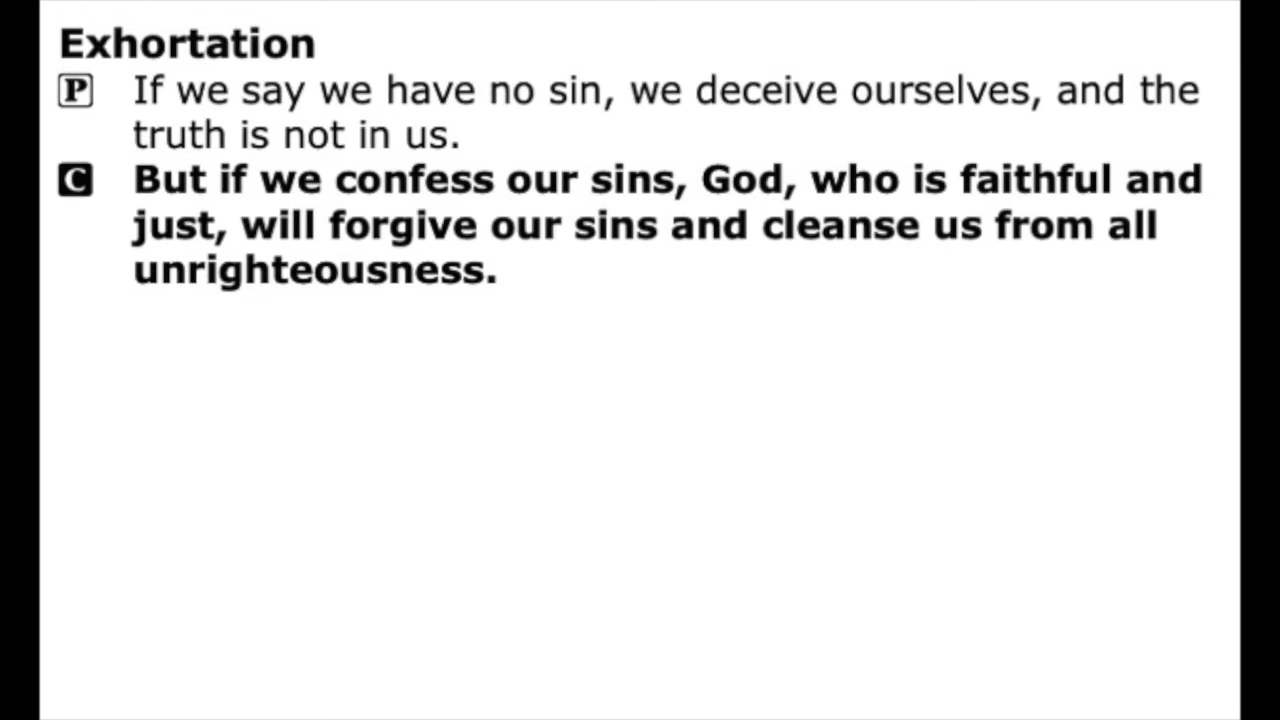 Exhortation
P If we say we have no sin, we deceive ourselves, and the
truth is not in us.
C But if we confess our sins, God, who is faithful and
just, will forgive our sins and cleanse us from all
unrighteousness.